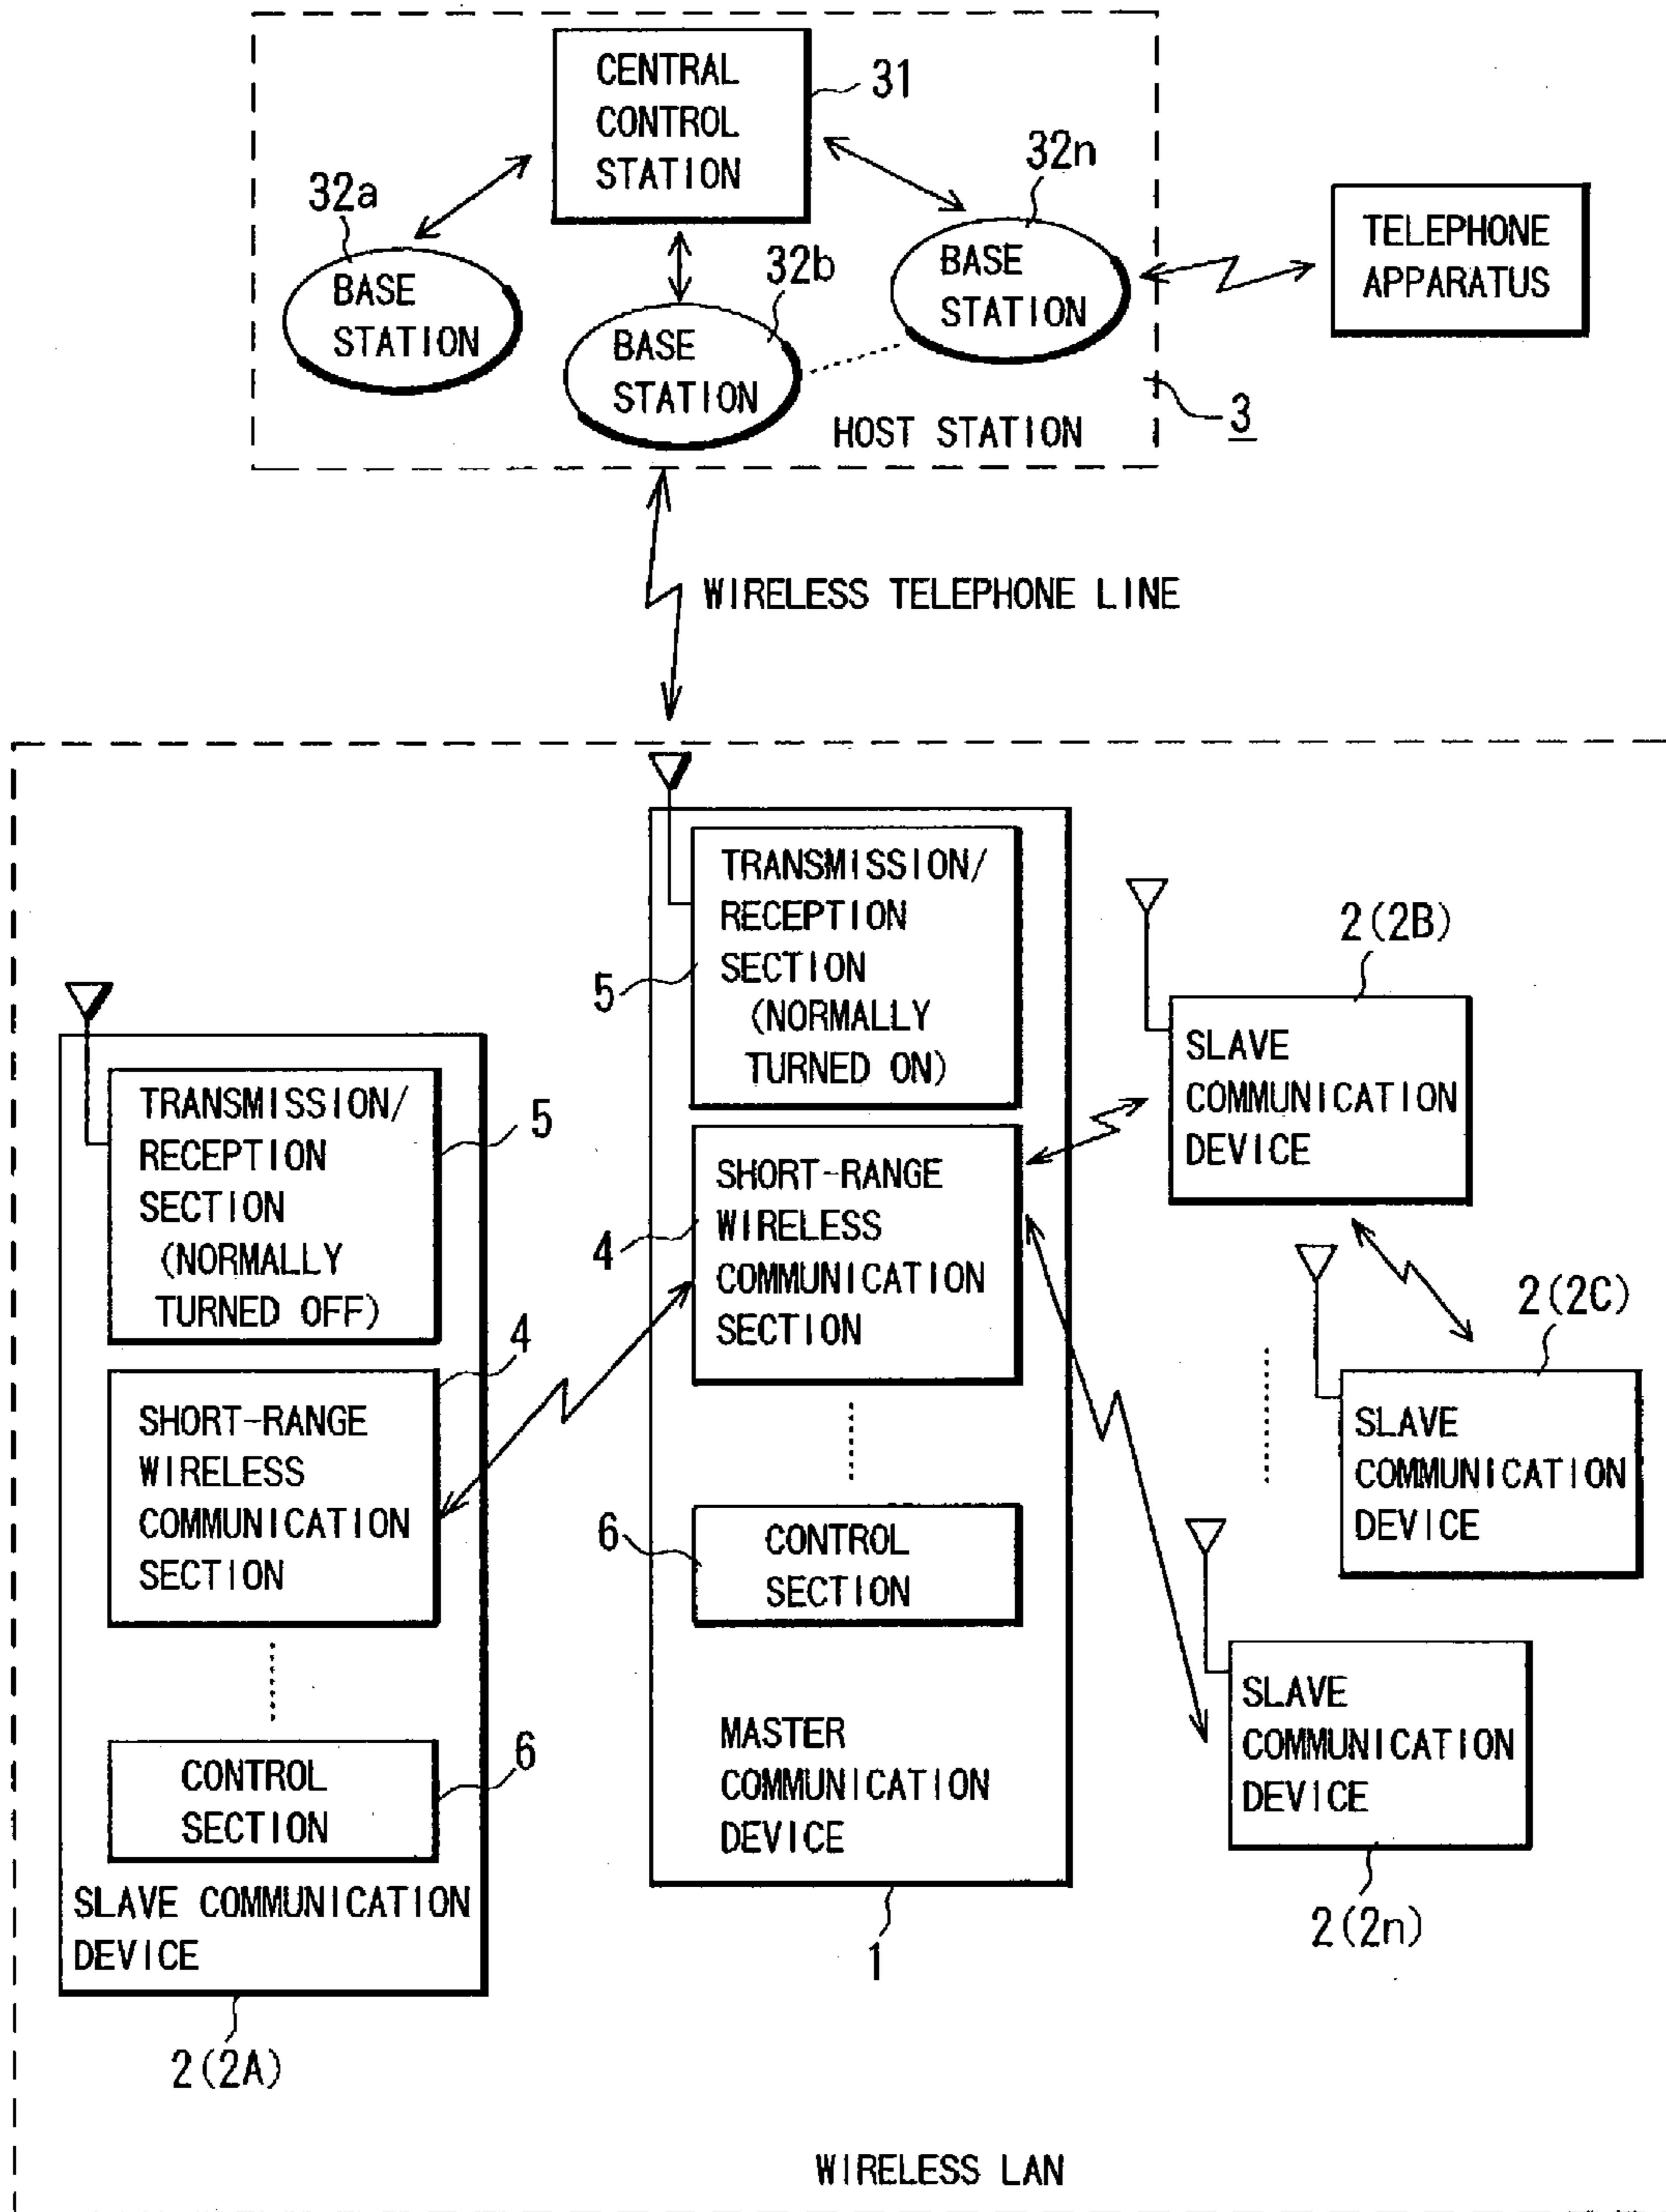 CENTRAL
CONTROL
STATION
31
32a
BASE
STATION
32b
BASE
STATION
32n
BASE
STATION
TELEPHONE
APPARATUS
HOST STATION
3
WIRELESS TELEPHONE LINE
TRANSMISSION/
RECEPTION
SECTION
(NORMALLY
TURNED OFF)
5
SHORT-RANGE
WIRELESS
COMMUNICATION
SECTION
4
CONTROL
SECTION
6
SLAVE COMMUNICATION
DEVICE
2(2A)
TRANSMISSION/
RECEPTION
SECTION
(NORMALLY
TURNED ON)
5
SHORT-RANGE
WIRELESS
COMMUNICATION
SECTION
4
CONTROL
SECTION
6
MASTER
COMMUNICATION
DEVICE
1
2(2B)
SLAVE
COMMUNICATION
DEVICE
2(2C)
SLAVE
COMMUNICATION
DEVICE
SLAVE
COMMUNICATION
DEVICE
2(2n)
WIRELESS LAN